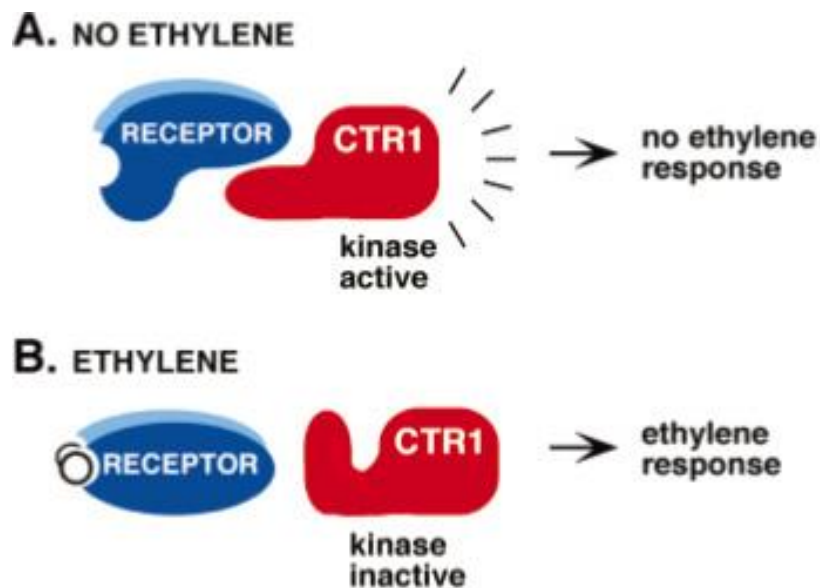 A. NO ETHYLENE
RECEPTOR
CTR1
kinase
active
no ethylene
response
B. ETHYLENE
RECEPTOR
CTR1
kinase
inactive
ethylene
response